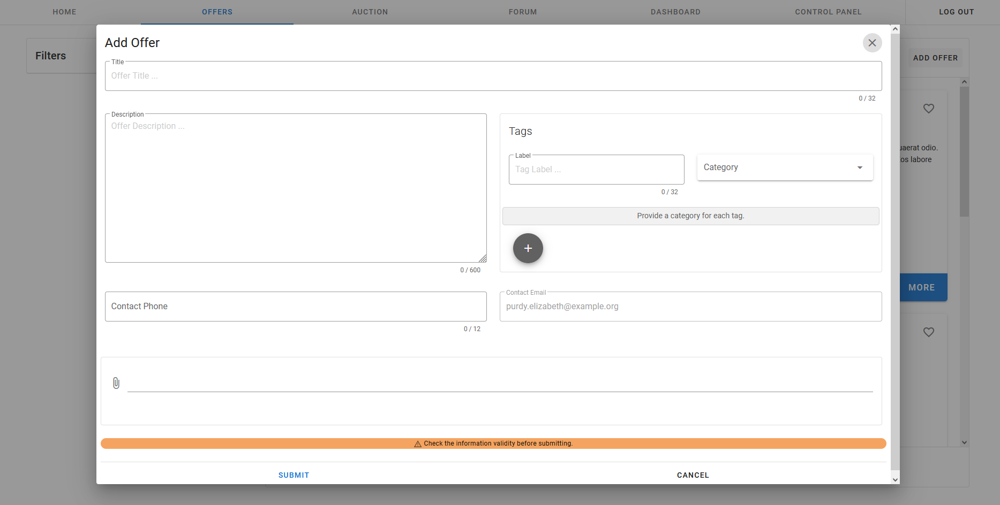 HOME OFFERS AUCTION FORUM DASHBOARD CONTROL PANEL LOG OUT
Filters
ADD OFFER
Add Offer
Title
Offer Title ...
0 / 32
Description
Offer Description ...
0 / 600
Tags
Label
Tag Label ...
0 / 32
Category
Provide a category for each tag.
+
odio.
labore
MORE
Contact Phone
0 / 12
Contact Email
purdy.elizabeth@example.org
Check the information validity before submitting.
SUBMIT CANCEL